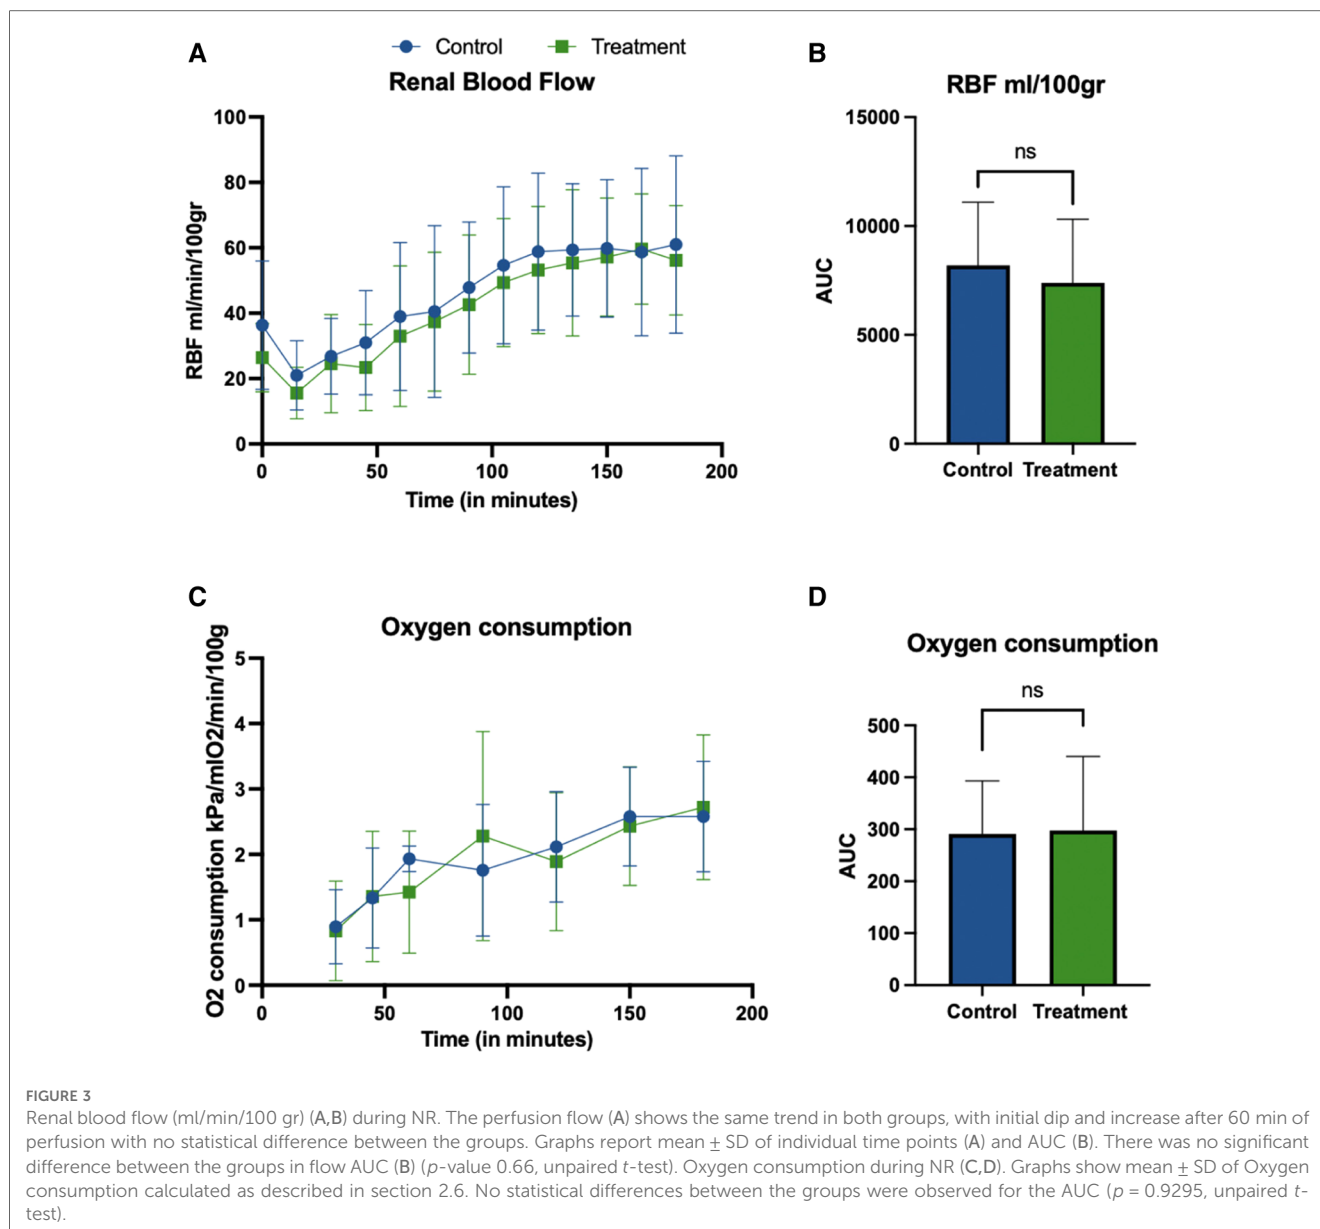 A
Control
Treatment
Renal Blood Flow
RBF ml/min/100gr
100
80
60
40
20
0
0
50
100
150
200
Time (in minutes)
B
RBF ml/100gr
ns
AUC
15000
10000
5000
0
Control
Treatment
C
Oxygen consumption
O2 consumption kPa/mlO2/min/100g
5
4
3
2
1
0
0
50
100
150
200
Time (in minutes)
D
Oxygen consumption
ns
AUC
500
400
300
200
100
0
Control
Treatment
FIGURE 3
Renal blood flow (ml/min/100 gr) (A,B) during NR. The perfusion flow (A) shows the same trend in both groups, with initial dip and increase after 60 min of
perfusion with no statistical difference between the groups. Graphs report mean ± SD of individual time points (A) and AUC (B). There was no significant
difference between the groups in flow AUC (B) (p-value 0.66, unpaired t-test). Oxygen consumption during NR (C,D). Graphs show mean ± SD of Oxygen
consumption calculated as described in section 2.6. No statistical differences between the groups were observed for the AUC (p = 0.9295, unpaired t-
test).